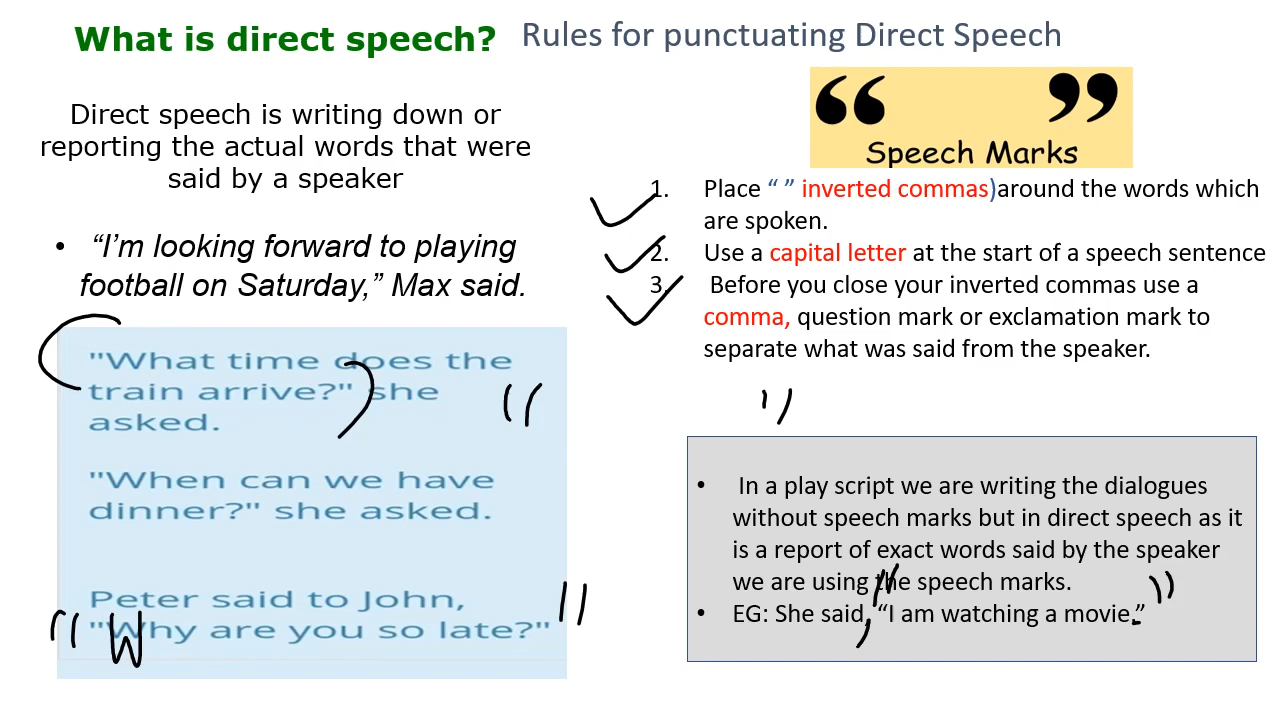 What is direct speech?
Direct speech is writing down or
reporting the actual words that were
said by a speaker
• “I’m looking forward to playing
football on Saturday,” Max said.
"What time does the
train arrive?" she
asked.
"When can we have
dinner?" she asked.
Peter said to John,
"Why are you so late?"
" W "
"
Rules for punctuating Direct Speech
“ ”
Speech Marks
1. Place “ ” inverted commas)around the words which
are spoken.
2. Use a capital letter at the start of a speech sentence
3. Before you close your inverted commas use a
comma, question mark or exclamation mark to
separate what was said from the speaker.
"
• In a play script we are writing the dialogues
without speech marks but in direct speech as it
is a report of exact words said by the speaker
we are using the speech marks.
• EG: She said, “I am watching a movie.”